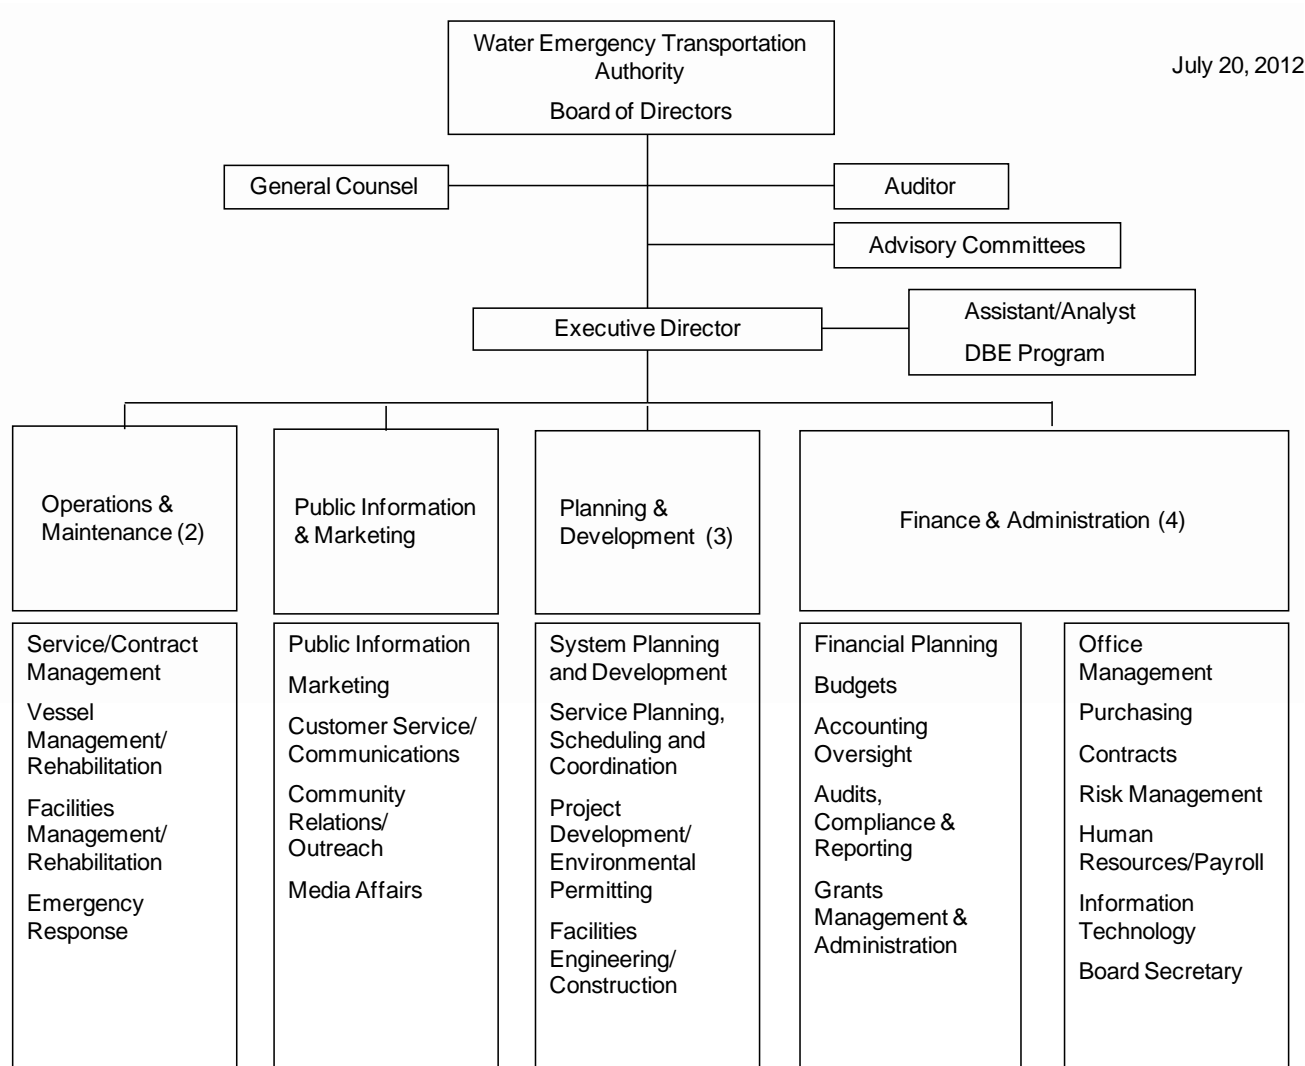 Water Emergency Transportation
Authority
Board of Directors
July 20, 2012
General Counsel
Auditor
Advisory Committees
Executive Director
Assistant/Analyst
DBE Program
Operations &
Maintenance (2)
Public Information
& Marketing
Planning &
Development (3)
Finance & Administration (4)
Service/Contract
Management
Vessel
Management/
Rehabilitation
Facilities
Management/
Rehabilitation
Emergency
Response
Public Information
Marketing
Customer Service/
Communications
Community
Relations/
Outreach
Media Affairs
System Planning
and Development
Service Planning,
Scheduling and
Coordination
Project
Development/
Environmental
Permitting
Facilities
Engineering/
Construction
Financial Planning
Budgets
Accounting
Oversight
Audits,
Compliance &
Reporting
Grants
Management &
Administration
Office
Management
Purchasing
Contracts
Risk Management
Human
Resources/Payroll
Information
Technology
Board Secretary